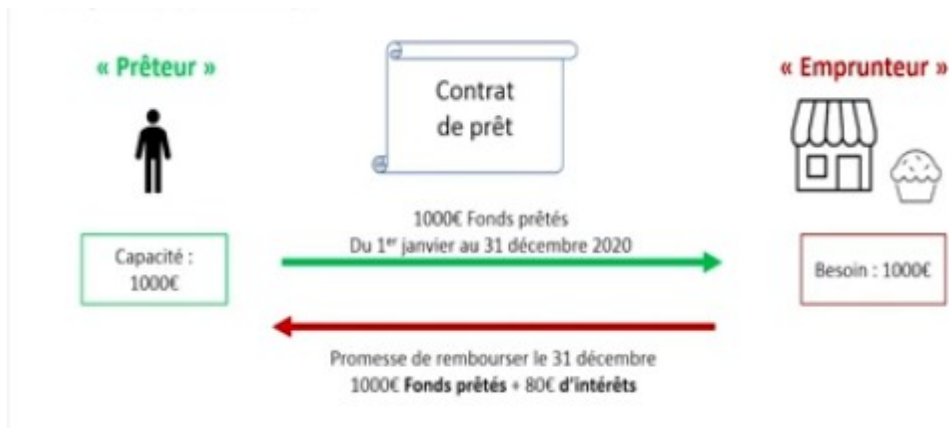 « Prêteur »
Contrat
de prêt
« Emprunteur »
1000€ Fonds prêtés
Du 1er janvier au 31 décembre 2020
Capacité :
1000€
Besoin : 1000€
Promesse de rembourser le 31 décembre
1000€ Fonds prêtés + 80€ d'intérêts